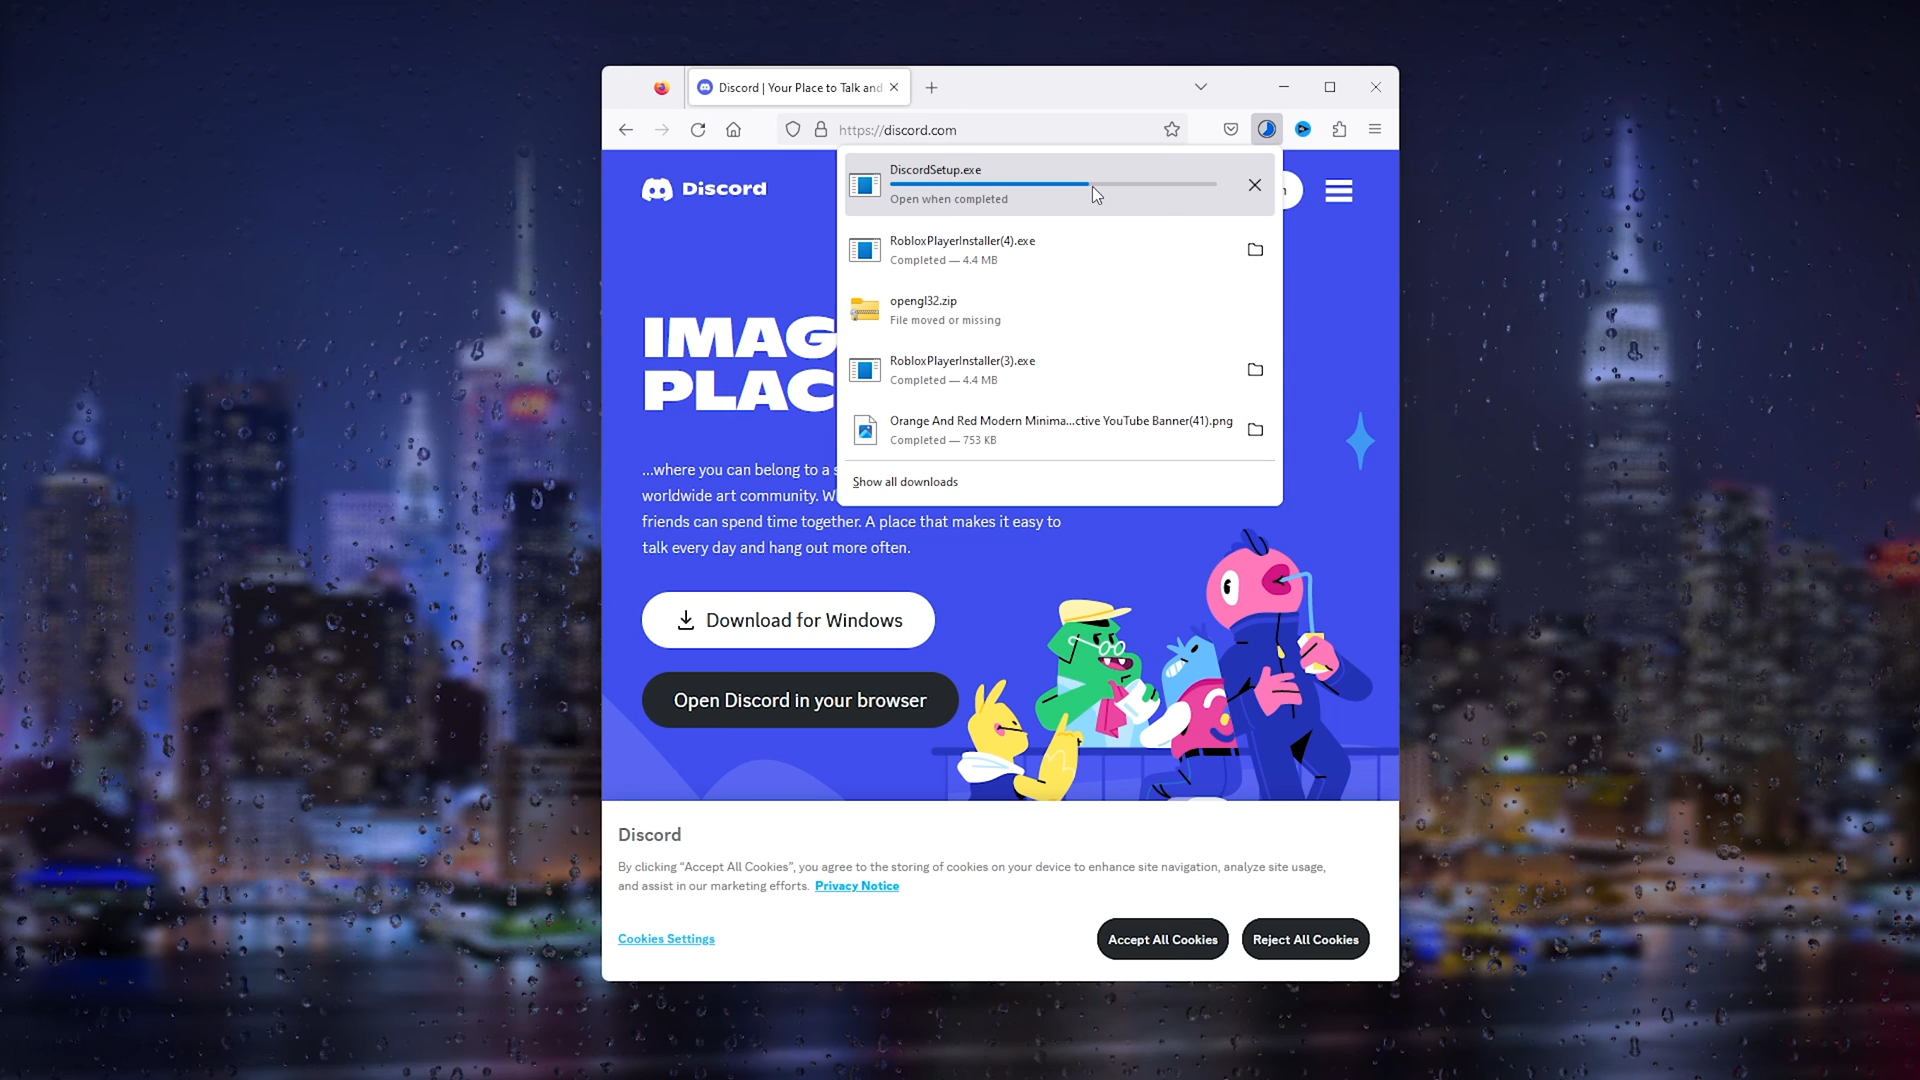 Discord | Your Place to Talk and
https://discord.com
DiscordSetup.exe
Open when completed
RobloxPlayerInstaller(4).exe
Completed — 4.4 MB
opengl32.zip
File moved or missing
RobloxPlayerInstaller(3).exe
Completed — 4.4 MB
Orange And Red Modern Minima...ctive YouTube Banner(41).png
Completed — 753 KB
Show all downloads
Discord
IMAG
PLAC
...where you can belong to a s
worldwide art community. W
friends can spend time together. A place that makes it easy to
talk every day and hang out more often.
Download for Windows
Open Discord in your browser
Discord
By clicking “Accept All Cookies”, you agree to the storing of cookies on your device to enhance site navigation, analyze site usage,
and assist in our marketing efforts. Privacy Notice
Cookies Settings
Accept All Cookies
Reject All Cookies